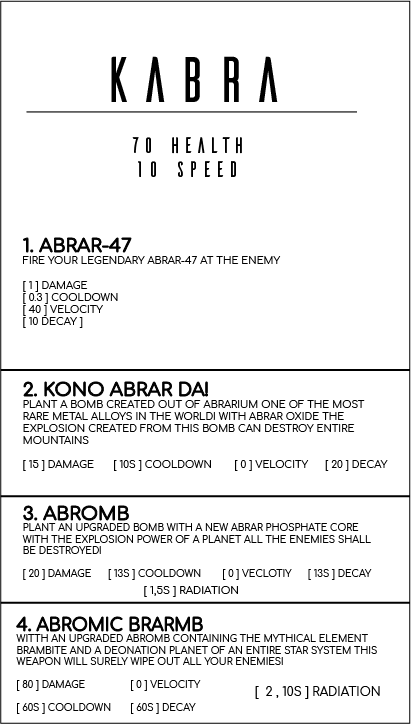 KABRA
70 HEALTH
10 SPEED
1. ABRAR-47
FIRE YOUR LEGENDARY ABRAR-47 AT THE ENEMY
[ 1 ] DAMAGE
[ 0.3 ] COOLDOWN
[ 40 ] VELOCITY
[ 10 DECAY ]
2. KONO ABRAR DA!
PLANT A BOMB CREATED OUT OF ABRARIUM ONE OF THE MOST
RARE METAL ALLOYS IN THE WORLD! WITH ABRAR OXIDE THE
EXPLOSION CREATED FROM THIS BOMB CAN DESTROY ENTIRE
MOUNTAINS
[ 15 ] DAMAGE [ 10S ] COOLDOWN [ 0 ] VELOCITY [ 20 ] DECAY
3. ABROMB
PLANT AN UPGRADED BOMB WITH A NEW ABRAR PHOSPHATE CORE
WITH THE EXPLOSION POWER OF A PLANET ALL THE ENEMIES SHALL
BE DESTROYED!
[ 20 ] DAMAGE [ 13S ] COOLDOWN [ 0 ] VECLOTIY [ 13S ] DECAY
[ 1,5S ] RADIATION
4. ABROMIC BRARMB
WITTH AN UPGRADED ABROMB CONTAINING THE MYTHICAL ELEMENT
BRAMBITE AND A DEONATION PLANET OF AN ENTIRE STAR SYSTEM THIS
WEAPON WILL SURELY WIPE OUT ALL YOUR ENEMIES!
[ 80 ] DAMAGE [ 0 ] VELOCITY [ 2 , 10S ] RADIATION
[ 60S ] COOLDOWN [ 60S ] DECAY